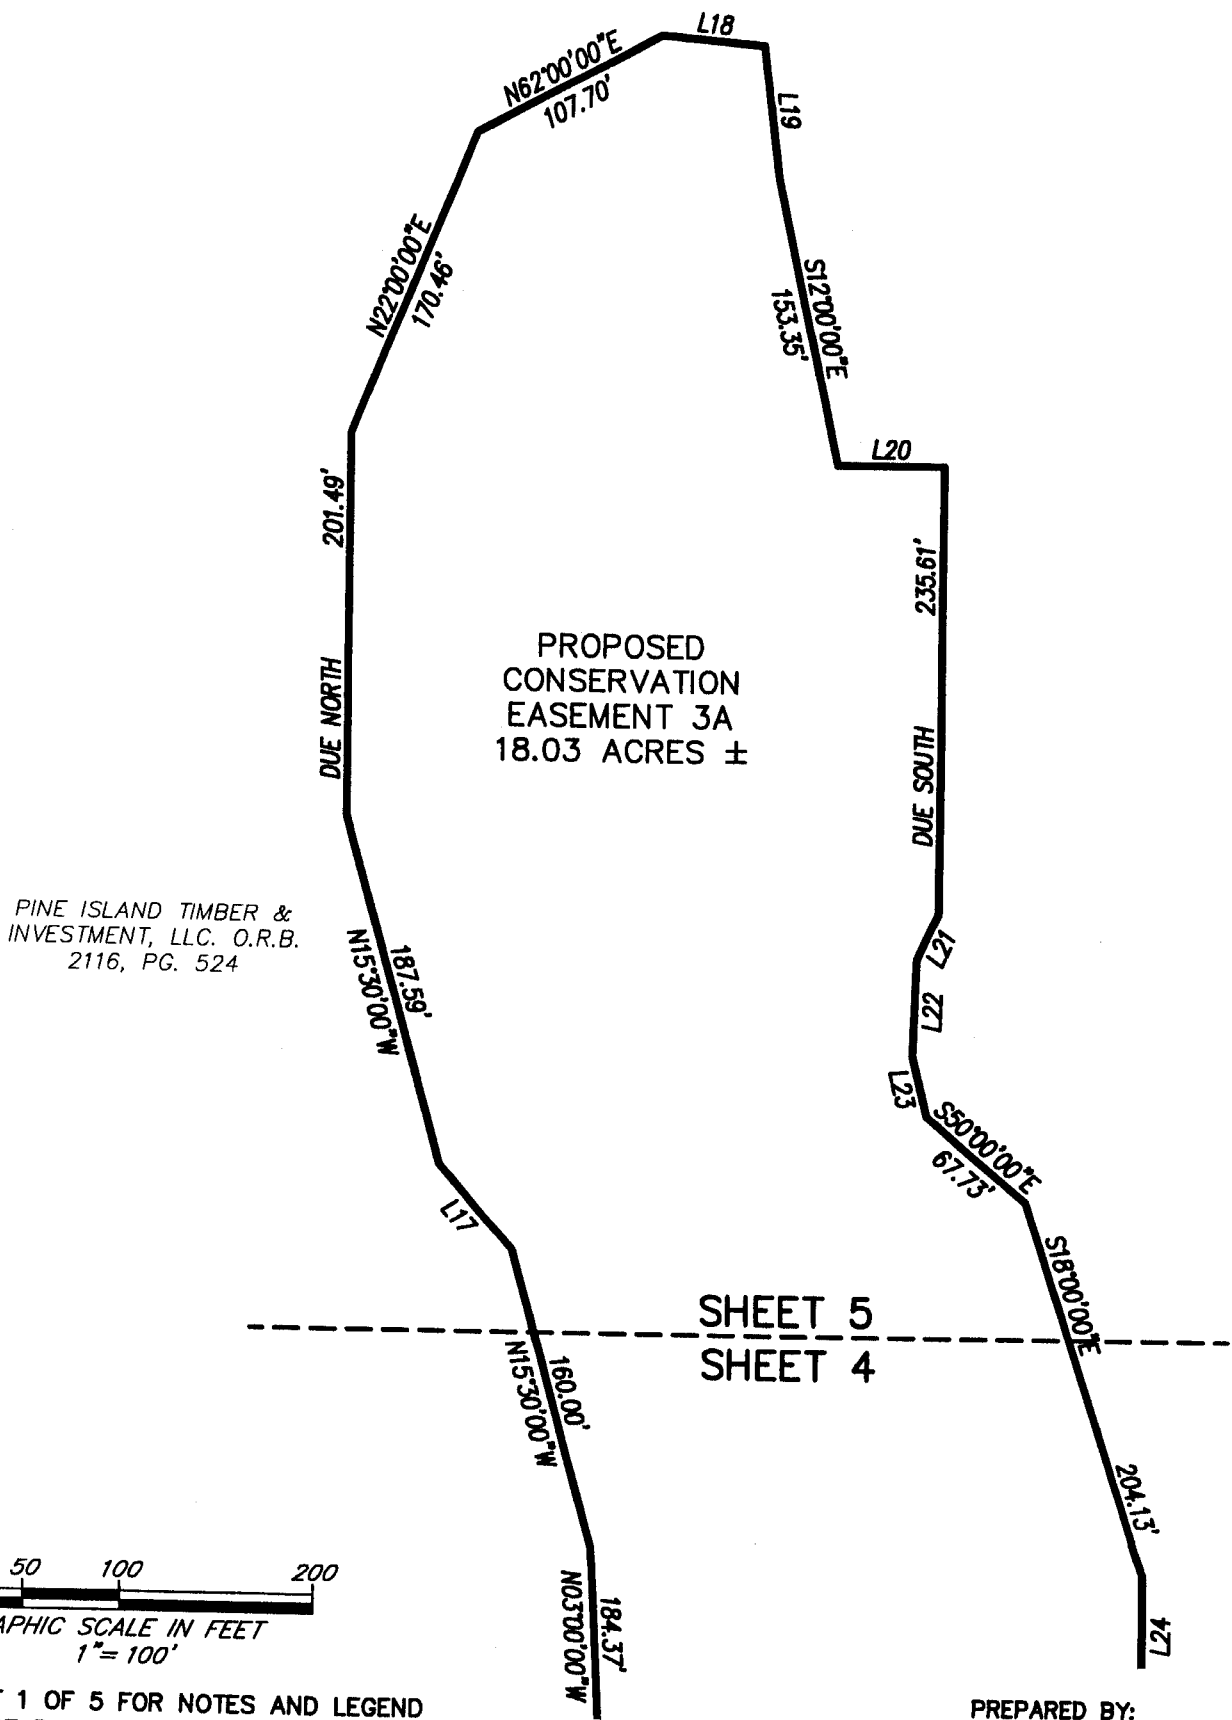 L18
N62°00'00"E
107.70'
L19
N22°00'00"E
170.46'
S12°00'00"E
153.35'
L20
201.49'
DUE NORTH
235.61'
DUE SOUTH
PROPOSED
CONSERVATION
EASEMENT 3A
18.03 ACRES ±
PINE ISLAND TIMBER &
INVESTMENT, LLC. O.R.B.
2116, PG. 524
187.59'
N15°30'00"W
L21
L22
L23
S50°00'00"E
67.73'
L17
S18°00'00"E
204.13'
SHEET 5
SHEET 4
160.00'
N15°30'00"W
184.37'
N03°00'00"W
L24
50 100 200
APHIC SCALE IN FEET
1"= 100'
1 OF 5 FOR NOTES AND LEGEND
PREPARED BY: